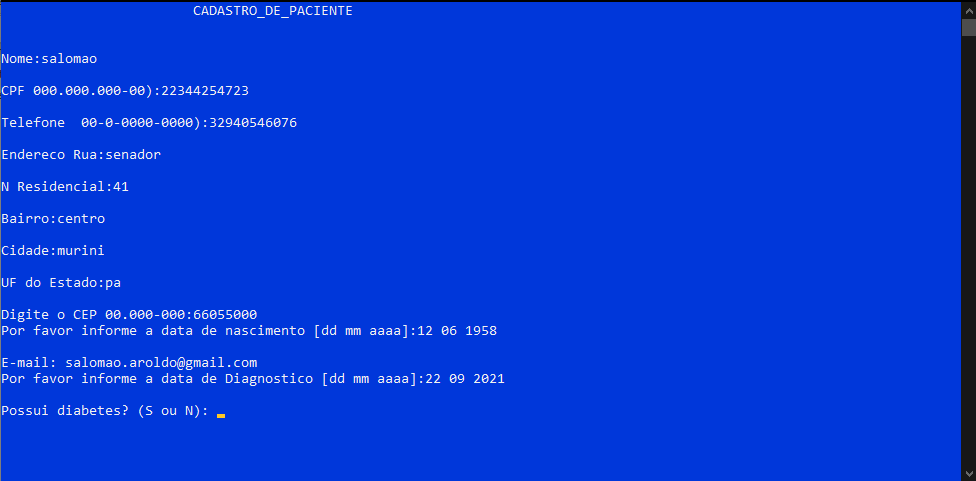 CADASTRO_DE_PACIENTE
Nome:salomao
CPF 000.000.000-00):22344254723
Telefone  00-0-0000-0000):32940546076
Endereco Rua:senador
N Residencial:41
Bairro:centro
Cidade:murini
UF do Estado:pa
Digite o CEP 00.000-000:66055000
Por favor informe a data de nascimento [dd mm aaaa]:12 06 1958
E-mail: salomao.aroldo@gmail.com
Por favor informe a data de Diagnostico [dd mm aaaa]:22 09 2021
Possui diabetes? (S ou N):